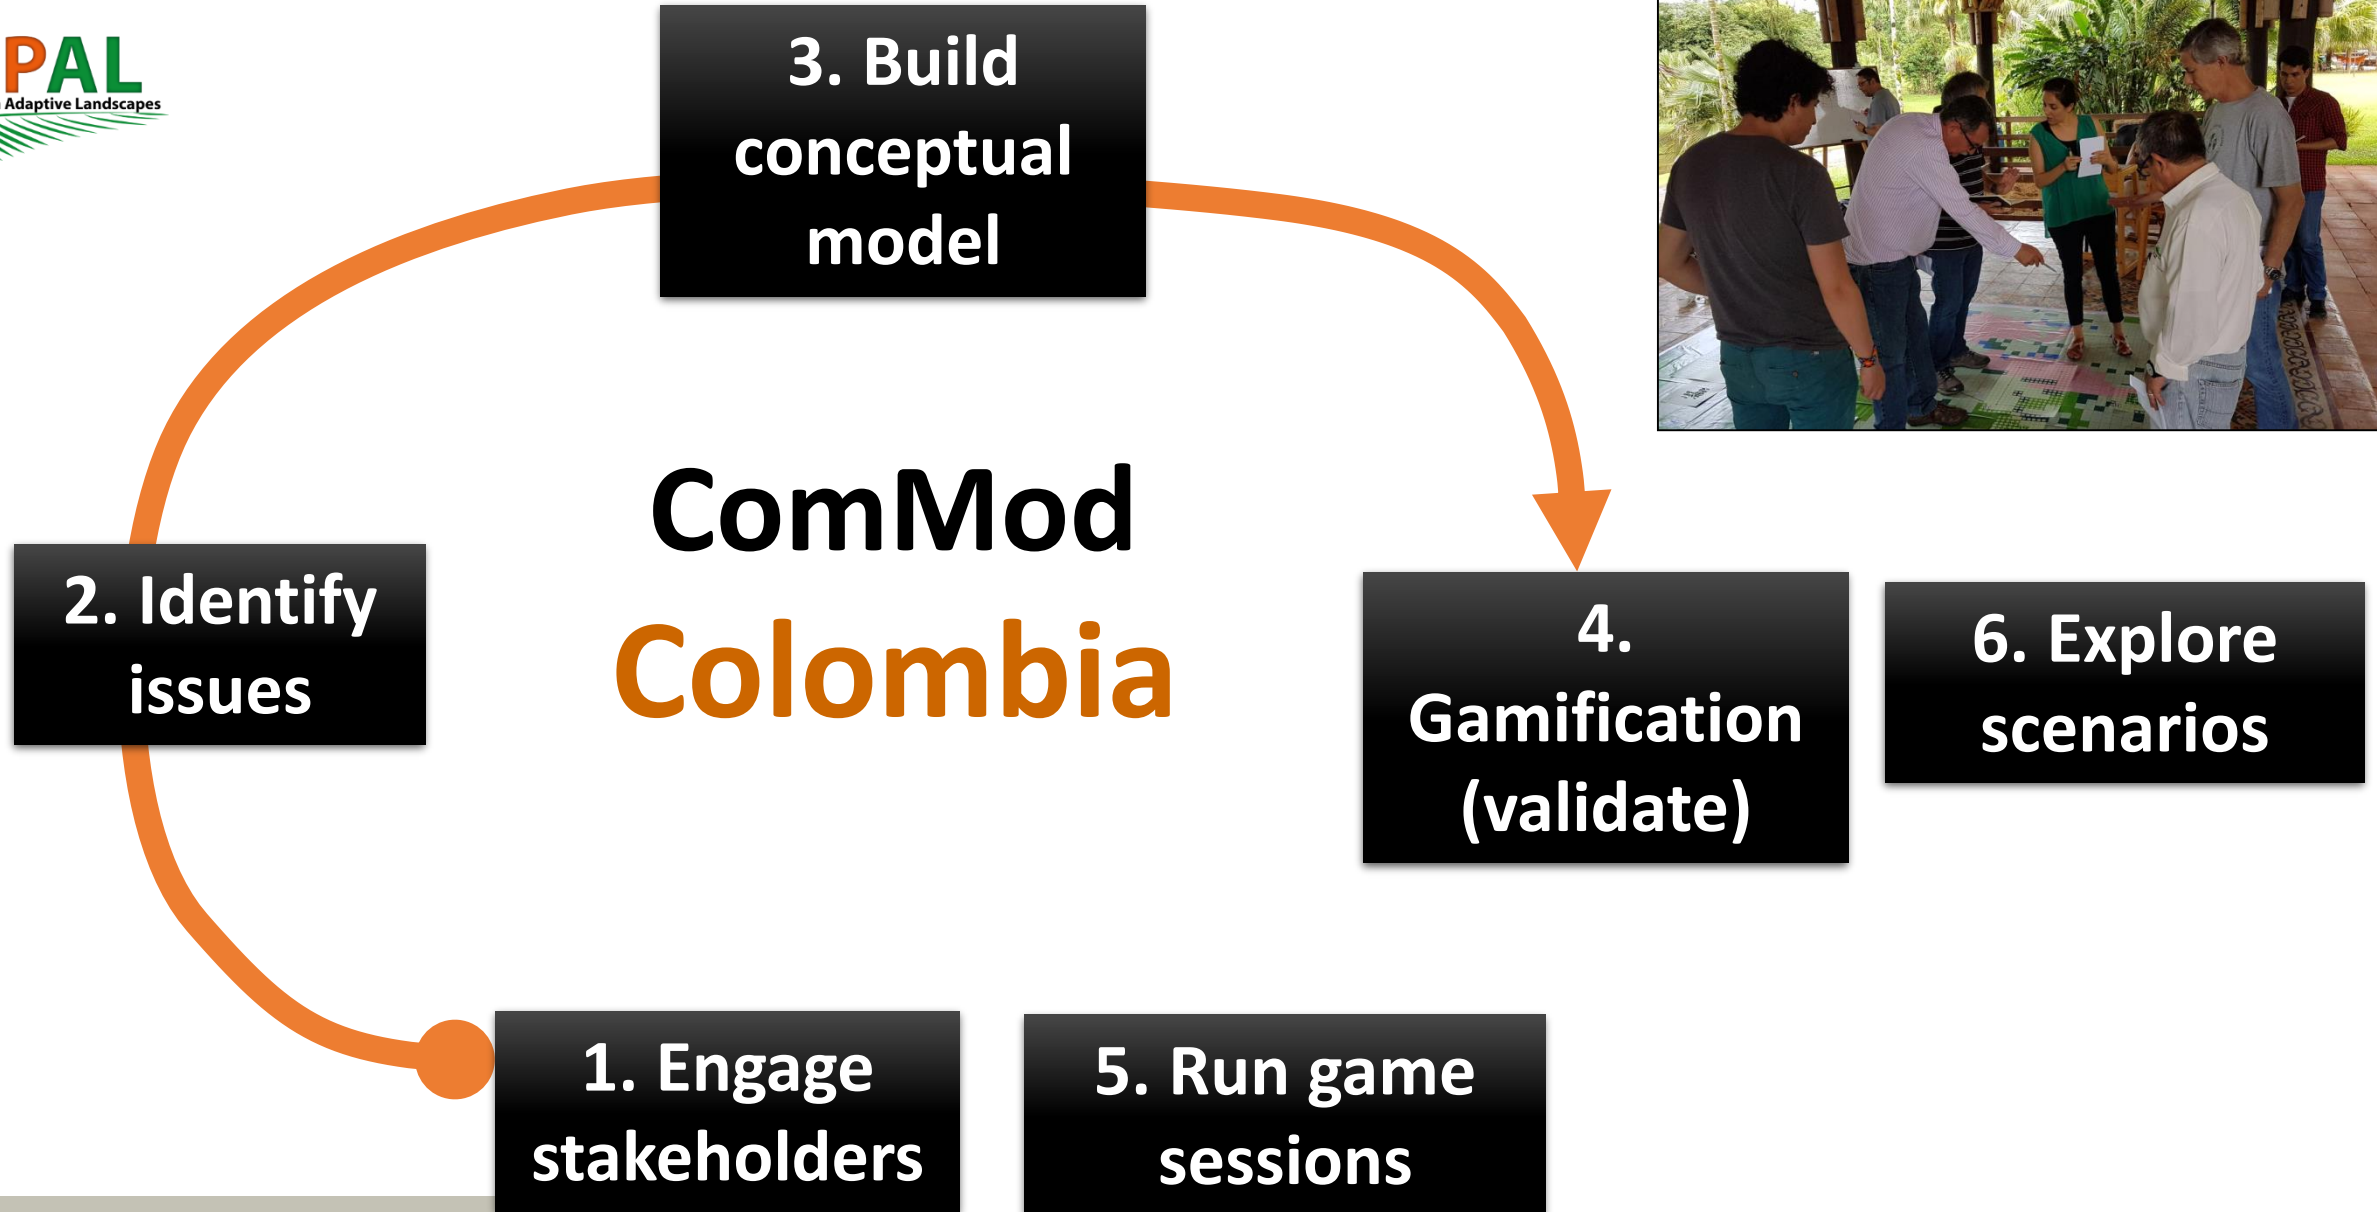 PAL
Adaptive Landscapes
3. Build
conceptual
model
ComMod
Colombia
2. Identify
issues
4.
Gamification
(validate)
6. Explore
scenarios
1. Engage
stakeholders
5. Run game
sessions